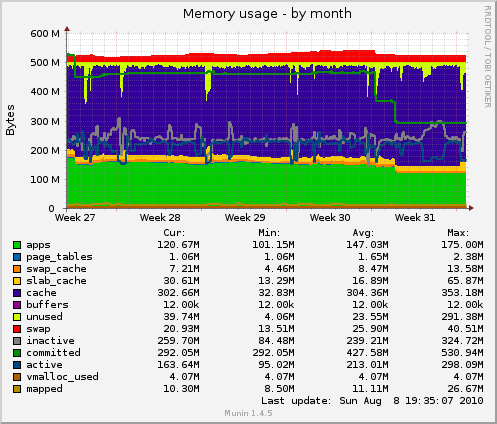 Memory usage - by month
RRDTOOL / TOBI OETIKER
Bytes
600 M
500 M
400 M
300 M
200 M
100 M
0
Week 27 Week 28 Week 29 Week 30 Week 31
Cur: Min: Avg: Max:
apps 120.67M 101.15M 147.03M 175.00M
page_tables 1.06M 1.06M 1.65M 2.38M
swap_cache 7.21M 4.46M 8.47M 13.58M
slab_cache 30.61M 13.29M 16.89M 65.87M
cache 302.66M 32.83M 304.36M 353.18M
buffers 12.00k 12.00k 12.00k 12.00k
unused 39.74M 4.06M 23.55M 291.38M
swap 20.93M 13.51M 25.90M 40.51M
inactive 259.70M 84.48M 239.21M 324.72M
committed 292.05M 292.05M 427.58M 530.94M
active 163.64M 95.02M 213.01M 298.09M
vmalloc_used 4.07M 4.07M 4.07M 4.07M
mapped 10.30M 8.50M 11.11M 26.67M
Last update: Sun Aug 8 19:35:07 2010
Munin 1.4.5